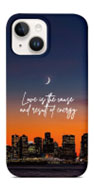 Love is the cause
and result of energy